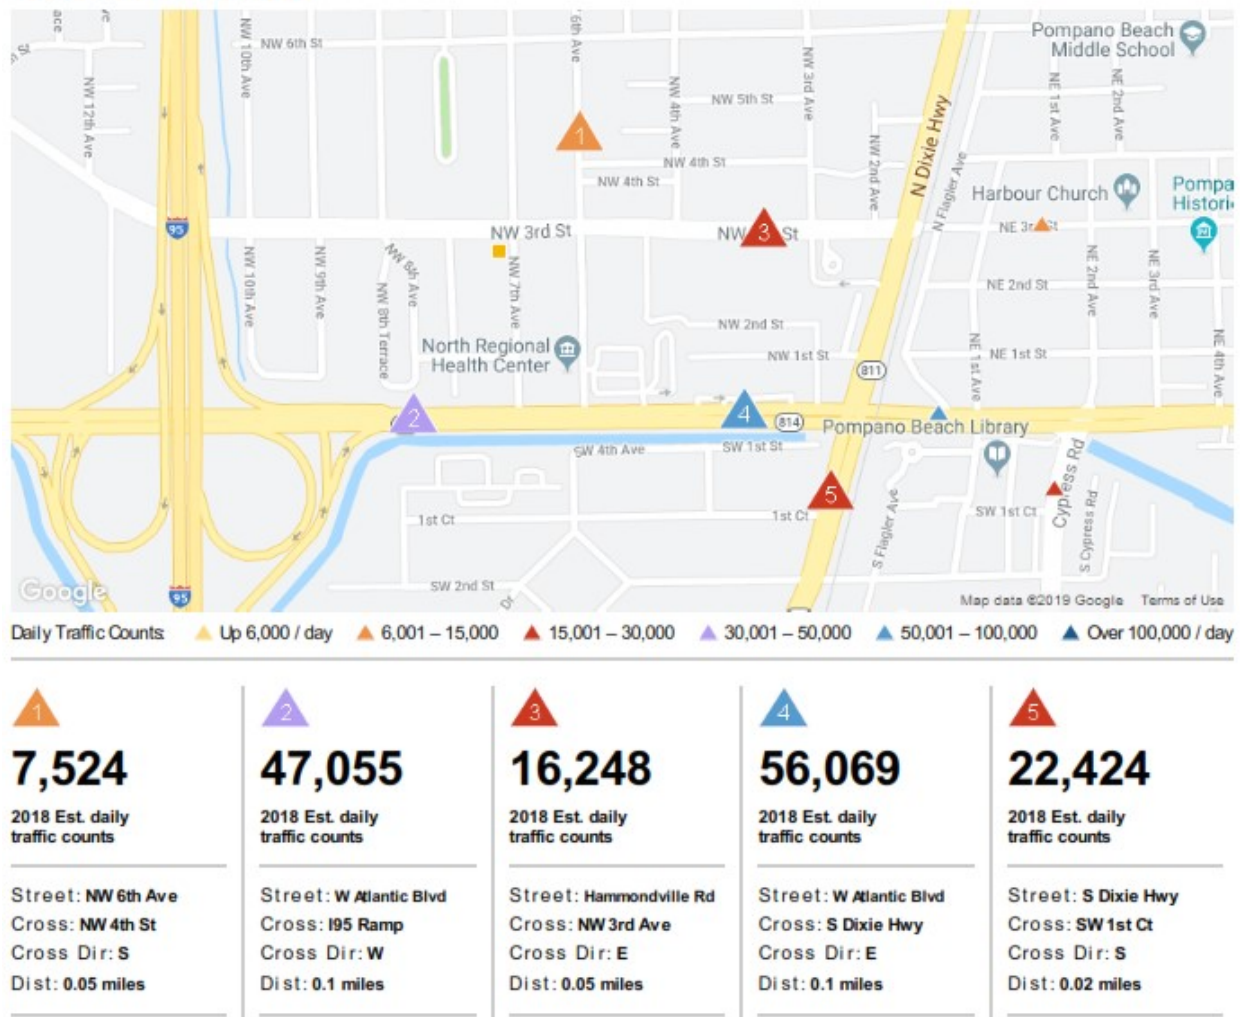 ace
ve
NW 10th Ave
NW 6th St
6th Ave
NW 3rd Ave
Pompano Beach
Middle School
St
NW 12th Ave
NW 4th Ave
NW 5th St
NE 1st Ave
NE 2nd Ave
1
N Dixie Hwy
NW 2nd Ave
NW 4th St
NW 4th St
N Flagler Ave
Harbour Church
Pompa
Histori
95
NW 3rd St
NW
3
St
NE 3r
St
NW 10th Ave
NW 9th Ave
NW 8th Ave
NW 8th Terrace
NW 7th Ave
NE 2nd Ave
NE 3rd Ave
NE 2nd St
NW 2nd St
North Regional
Health Center
NW 1st St
NE 1st St
NE 1st Ave
NE 4th Ave
811
2
4
814
Pompano Beach Library
SW 4th Ave
SW 1st St
Cypress Rd
5
1st Ct
1st Ct
SW 1st Ct
S Flagler Ave
S Cypress Rd
SW 2nd St
Dr
95
Google
Map data ©2019 Google Terms of Use
Daily Traffic Counts: Up 6,000 / day 6,001 – 15,000 15,001 – 30,000 30,001 – 50,000 50,001 – 100,000 Over 100,000 / day
1
7,524
2018 Est. daily
traffic counts
Street: NW 6th Ave
Cross: NW 4th St
Cross Dir: S
Dist: 0.05 miles
2
47,055
2018 Est. daily
traffic counts
Street: W Atlantic Blvd
Cross: I95 Ramp
Cross Dir: W
Dist: 0.1 miles
3
16,248
2018 Est. daily
traffic counts
Street: Hammondville Rd
Cross: NW 3rd Ave
Cross Dir: E
Dist: 0.05 miles
4
56,069
2018 Est. daily
traffic counts
Street: W Atlantic Blvd
Cross: S Dixie Hwy
Cross Dir: E
Dist: 0.1 miles
5
22,424
2018 Est. daily
traffic counts
Street: S Dixie Hwy
Cross: SW 1st Ct
Cross Dir: S
Dist: 0.02 miles